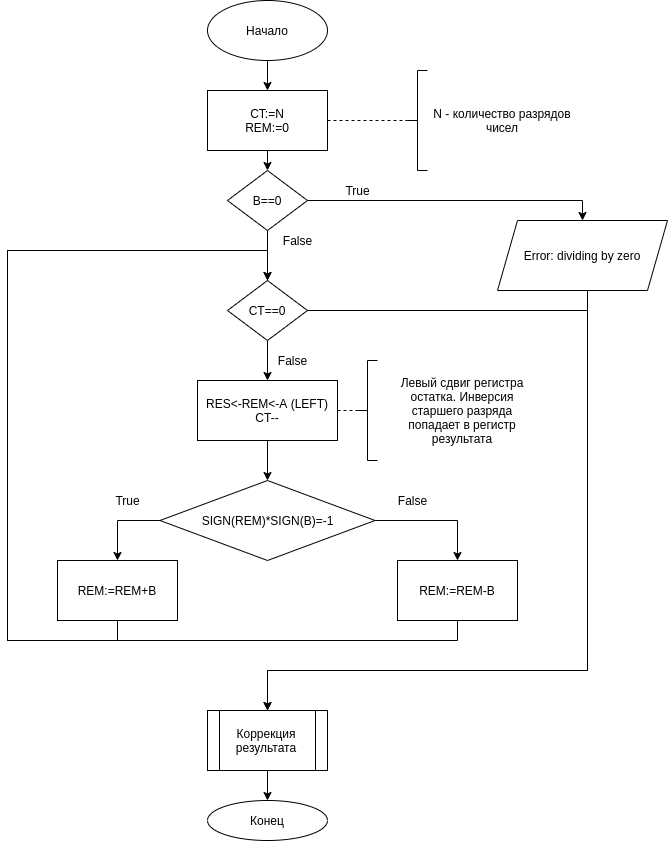 Начало
CT:=N
REM:=0
N - количество разрядов
чисел
B==0
True
False
Error: dividing by zero
CT==0
False
RES<-REM<-A (LEFT)
CT--
Левый сдвиг регистра
остатка. Инверсия
старшего разряда
попадает в регистр
результата
True
False
SIGN(REM)*SIGN(B)=-1
REM:=REM+B
REM:=REM-B
Коррекция
результата
Конец